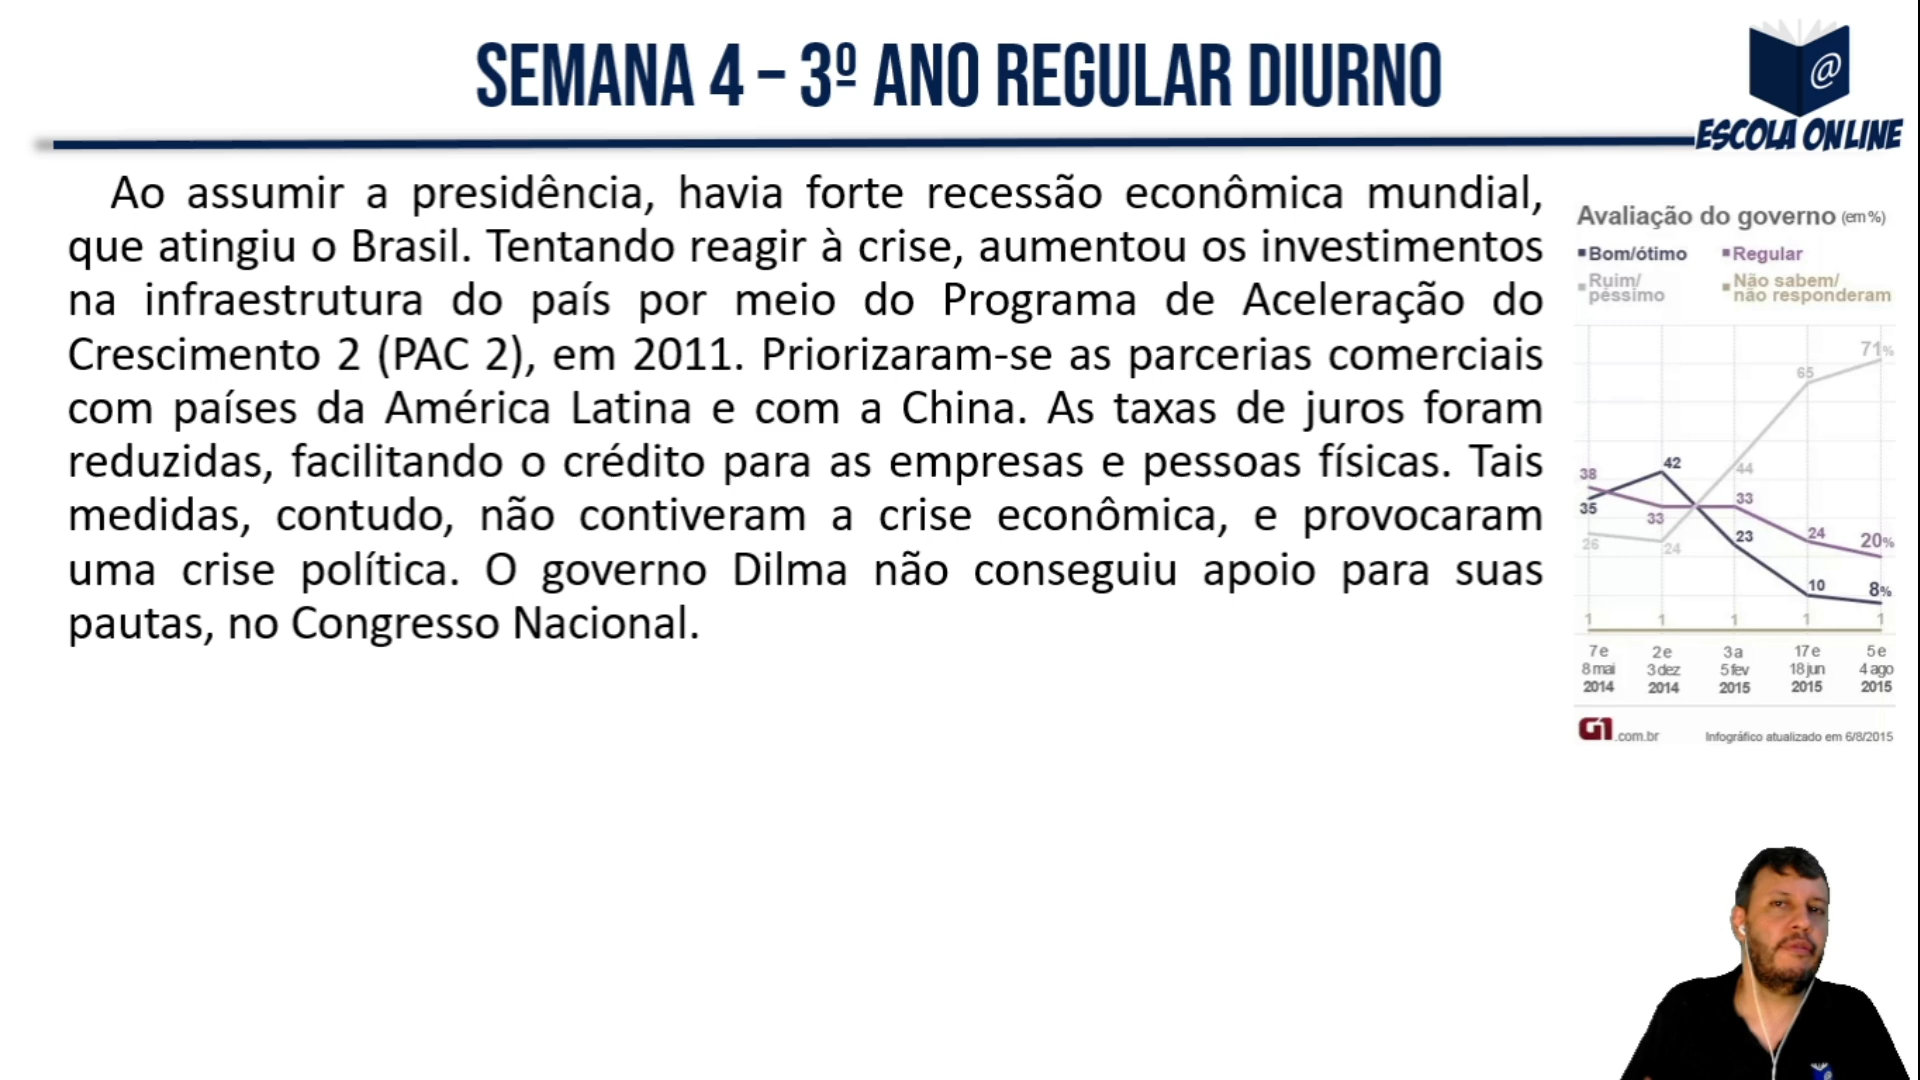 SEMANA 4 – 3º ANO REGULAR DIURNO
@
ESCOLA ONLINE
Ao assumir a presidência, havia forte recessão econômica mundial,
que atingiu o Brasil. Tentando reagir à crise, aumentou os investimentos
na infraestrutura do país por meio do Programa de Aceleração do
Crescimento 2 (PAC 2), em 2011. Priorizaram-se as parcerias comerciais
com países da América Latina e com a China. As taxas de juros foram
reduzidas, facilitando o crédito para as empresas e pessoas físicas. Tais
medidas, contudo, não contiveram a crise econômica, e provocaram
uma crise política. O governo Dilma não conseguiu apoio para suas
pautas, no Congresso Nacional.
Avaliação do governo (em%)
Bom/ótimo Regular
Ruim/ Não sabem/
péssimo não responderam
71%
65
42
44
38
33
35
33
24
20%
26
24
23
10
8%
1 1 1 1 1
7 e 2 e 3 a 17 e 5 e
8 mai 3 dez 5 fev 18 jun 4 ago
2014 2014 2015 2015 2015
G1.com.br Infográfico atualizado em 6/8/2015